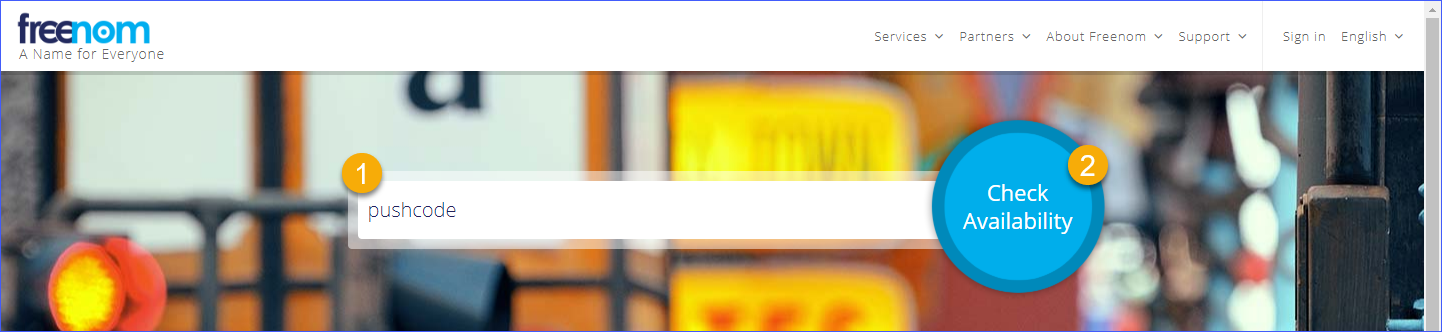 freenom
A Name for Everyone
Services Partners About Freenom Support Sign in English
1
2
pushcode
Check
Availability
a